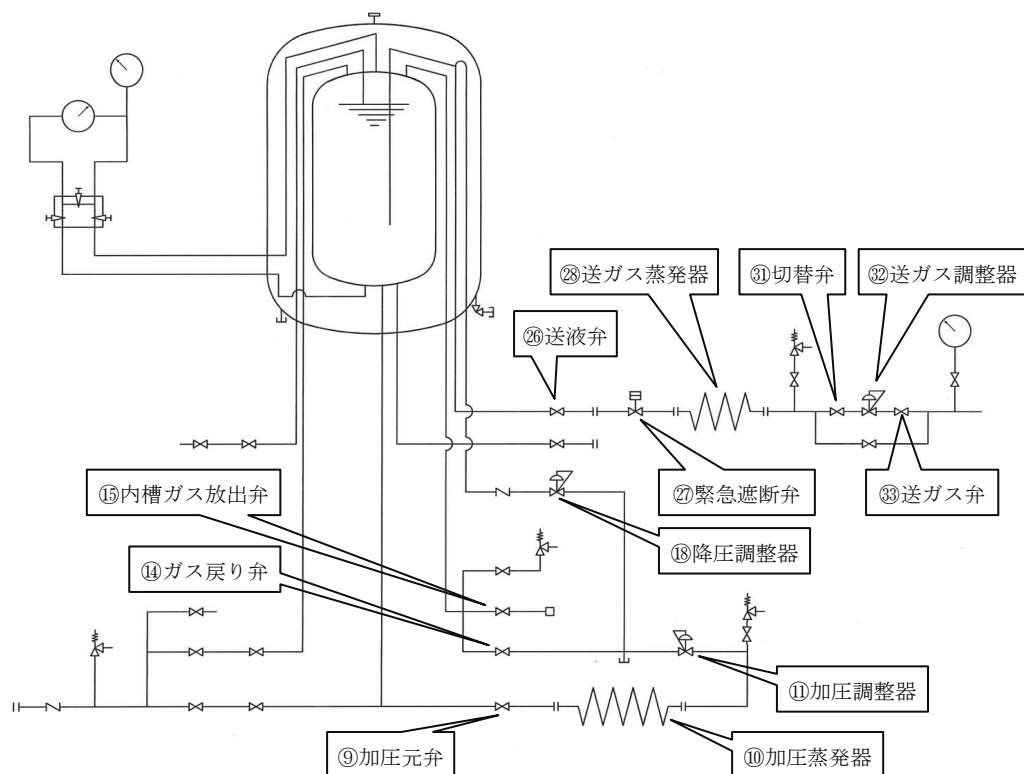 ㉘送ガス蒸発器
㉛切替弁
㉜送ガス調整器
㉖送液弁
⑮内槽ガス放出弁
㉗緊急遮断弁
㉝送ガス弁
⑱降圧調整器
⑭ガス戻り弁
⑪加圧調整器
⑨加圧元弁
⑩加圧蒸発器